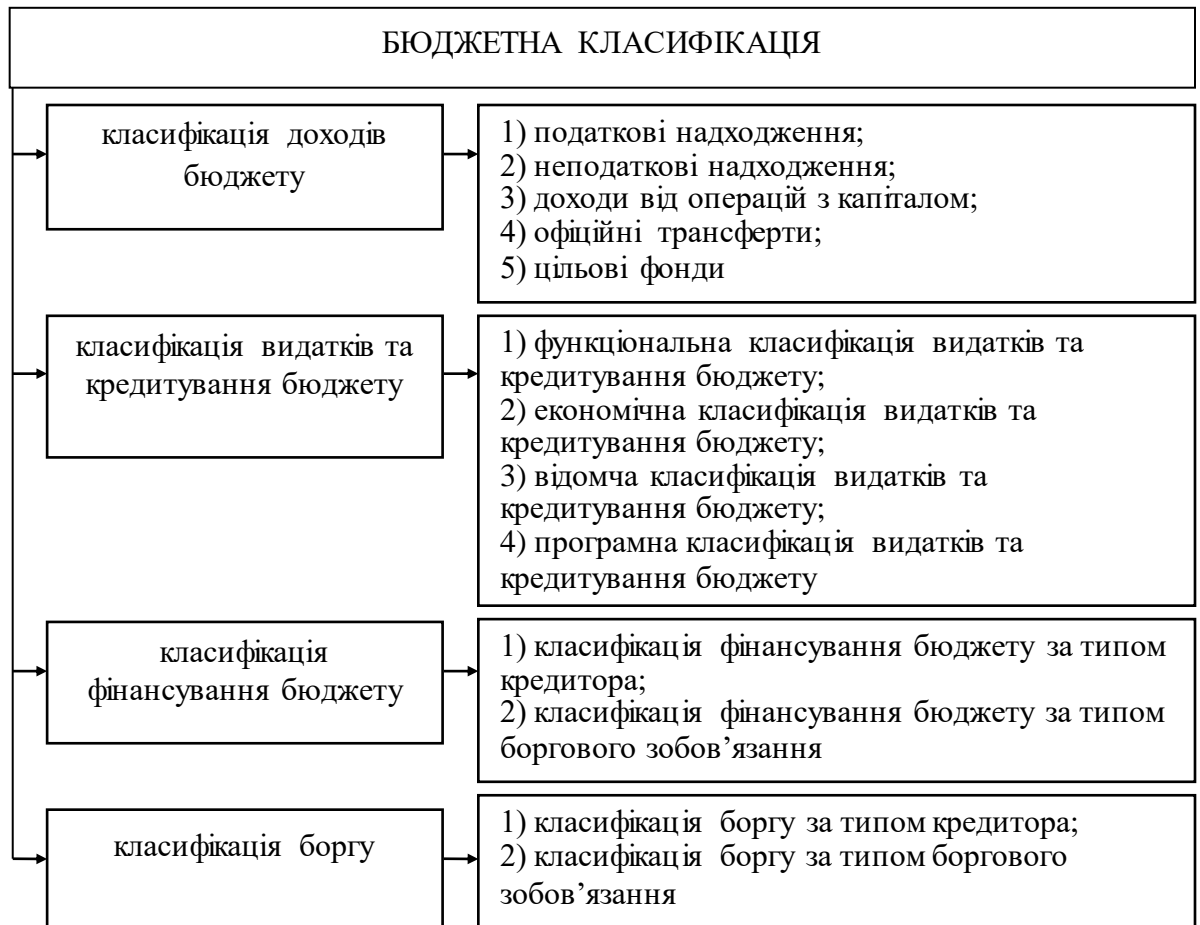 БЮДЖЕТНА КЛАСИФІКАЦІЯ
класифікація доходів
бюджету
1) податкові надходження;
2) неподаткові надходження;
3) доходи від операцій з капіталом;
4) офіційні трансферти;
5) цільові фонди
класифікація видатків та
кредитування бюджету
1) функціональна класифікація видатків та
кредитування бюджету;
2) економічна класифікація видатків та
кредитування бюджету;
3) відомча класифікація видатків та
кредитування бюджету;
4) програмна класифікація видатків та
кредитування бюджету
класифікація
фінансування бюджету
1) класифікація фінансування бюджету за типом
кредитора;
2) класифікація фінансування бюджету за типом
боргового зобов’язання
класифікація боргу
1) класифікація боргу за типом кредитора;
2) класифікація боргу за типом боргового
зобов’язання